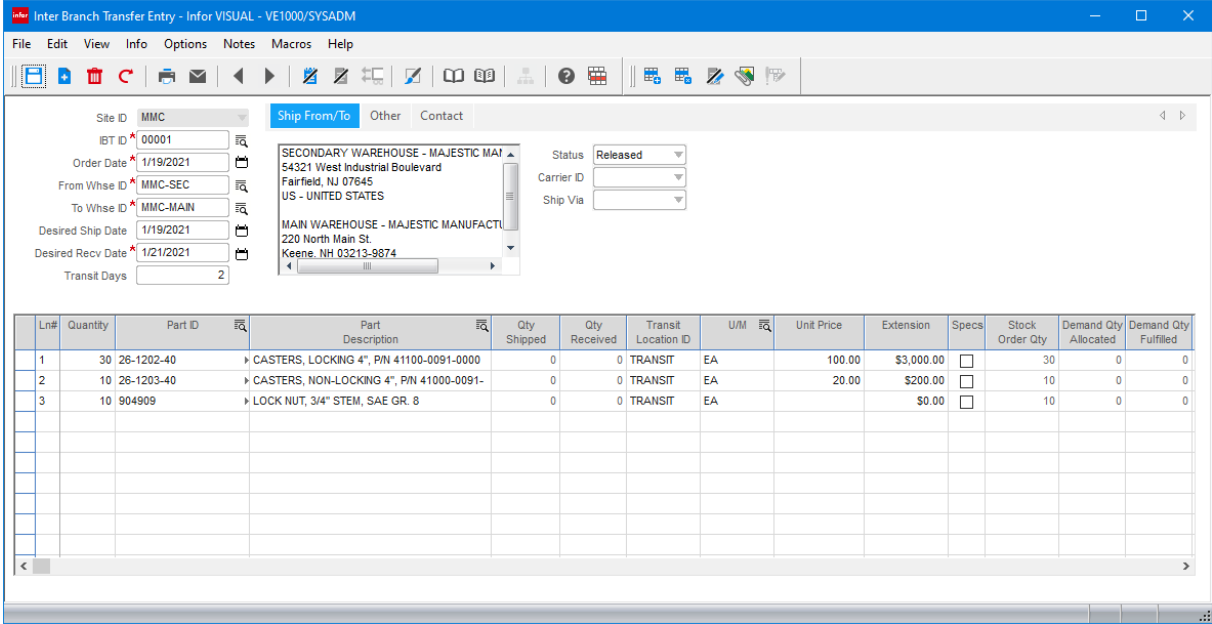 infor Inter Branch Transfer Entry - Infor VISUAL - VE1000/SYSADM
File Edit View Info Options Notes Macros Help
Site ID MMC
IBT ID * 00001
Order Date * 1/19/2021
From Whse ID * MMC-SEC
To Whse ID * MMC-MAIN
Desired Ship Date 1/19/2021
Desired Recv Date * 1/21/2021
Transit Days 2
Ship From/To Other Contact
SECONDARY WAREHOUSE - MAJESTIC MAN
54321 West Industrial Boulevard
Fairfield, NJ 07645
US - UNITED STATES
MAIN WAREHOUSE - MAJESTIC MANUFACTU
220 North Main St.
Keene, NH 03213-9874
Status Released
Carrier ID
Ship Via
Ln# Quantity Part ID Part Description Qty Shipped Qty Received Transit Location ID U/M Unit Price Extension Specs Stock Order Qty Demand Qty Allocated Demand Qty Fulfilled
1 30 26-1202-40 CASTERS, LOCKING 4", P/N 41100-0091-0000 0 0 TRANSIT EA 100.00 $3,000.00 30 0 0
2 10 26-1203-40 CASTERS, NON-LOCKING 4", P/N 41000-0091- 0 0 TRANSIT EA 20.00 $200.00 10 0 0
3 10 904909 LOCK NUT, 3/4" STEM, SAE GR. 8 0 0 TRANSIT EA $0.00 10 0 0